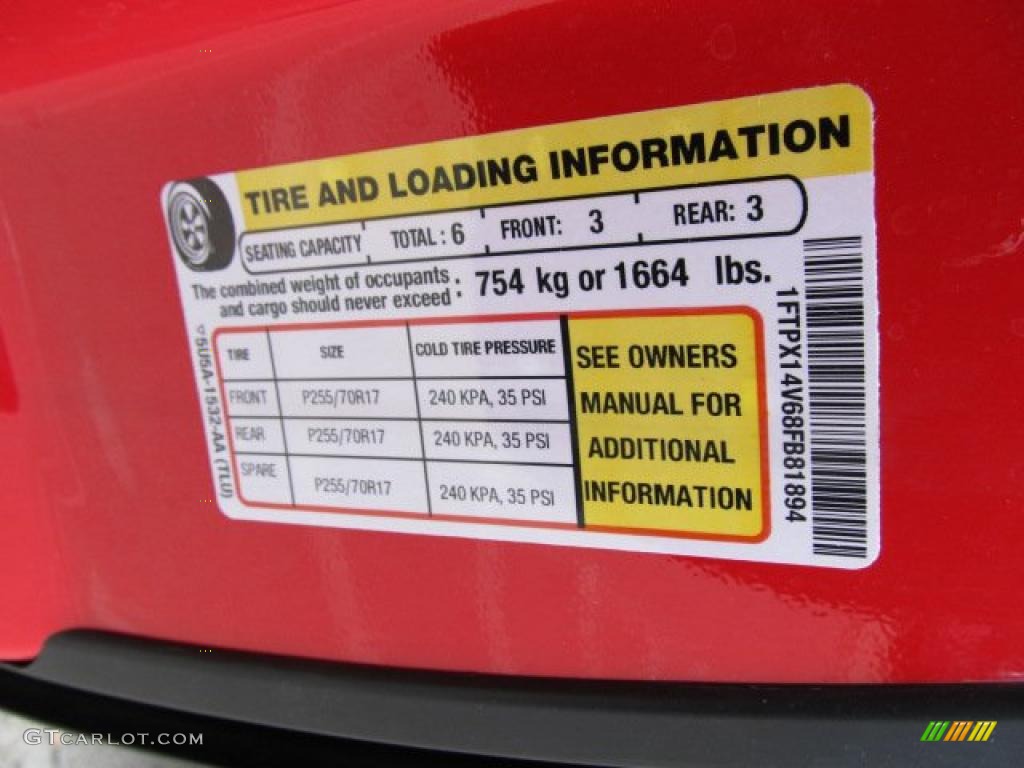 TIRE AND LOADING INFORMATION
SEATING CAPACITY TOTAL : 6 FRONT: 3 REAR: 3
The combined weight of occupants : 754 kg or 1664 lbs.
and cargo should never exceed :
TIRE SIZE COLD TIRE PRESSURE
FRONT P255/70R17 240 KPA, 35 PSI
REAR P255/70R17 240 KPA, 35 PSI
SPARE P255/70R17 240 KPA, 35 PSI
SEE OWNERS
MANUAL FOR
ADDITIONAL
INFORMATION
5U5A-1532-AA (TLU)
1FTPX14V68FB81894
GTCARLOT.COM